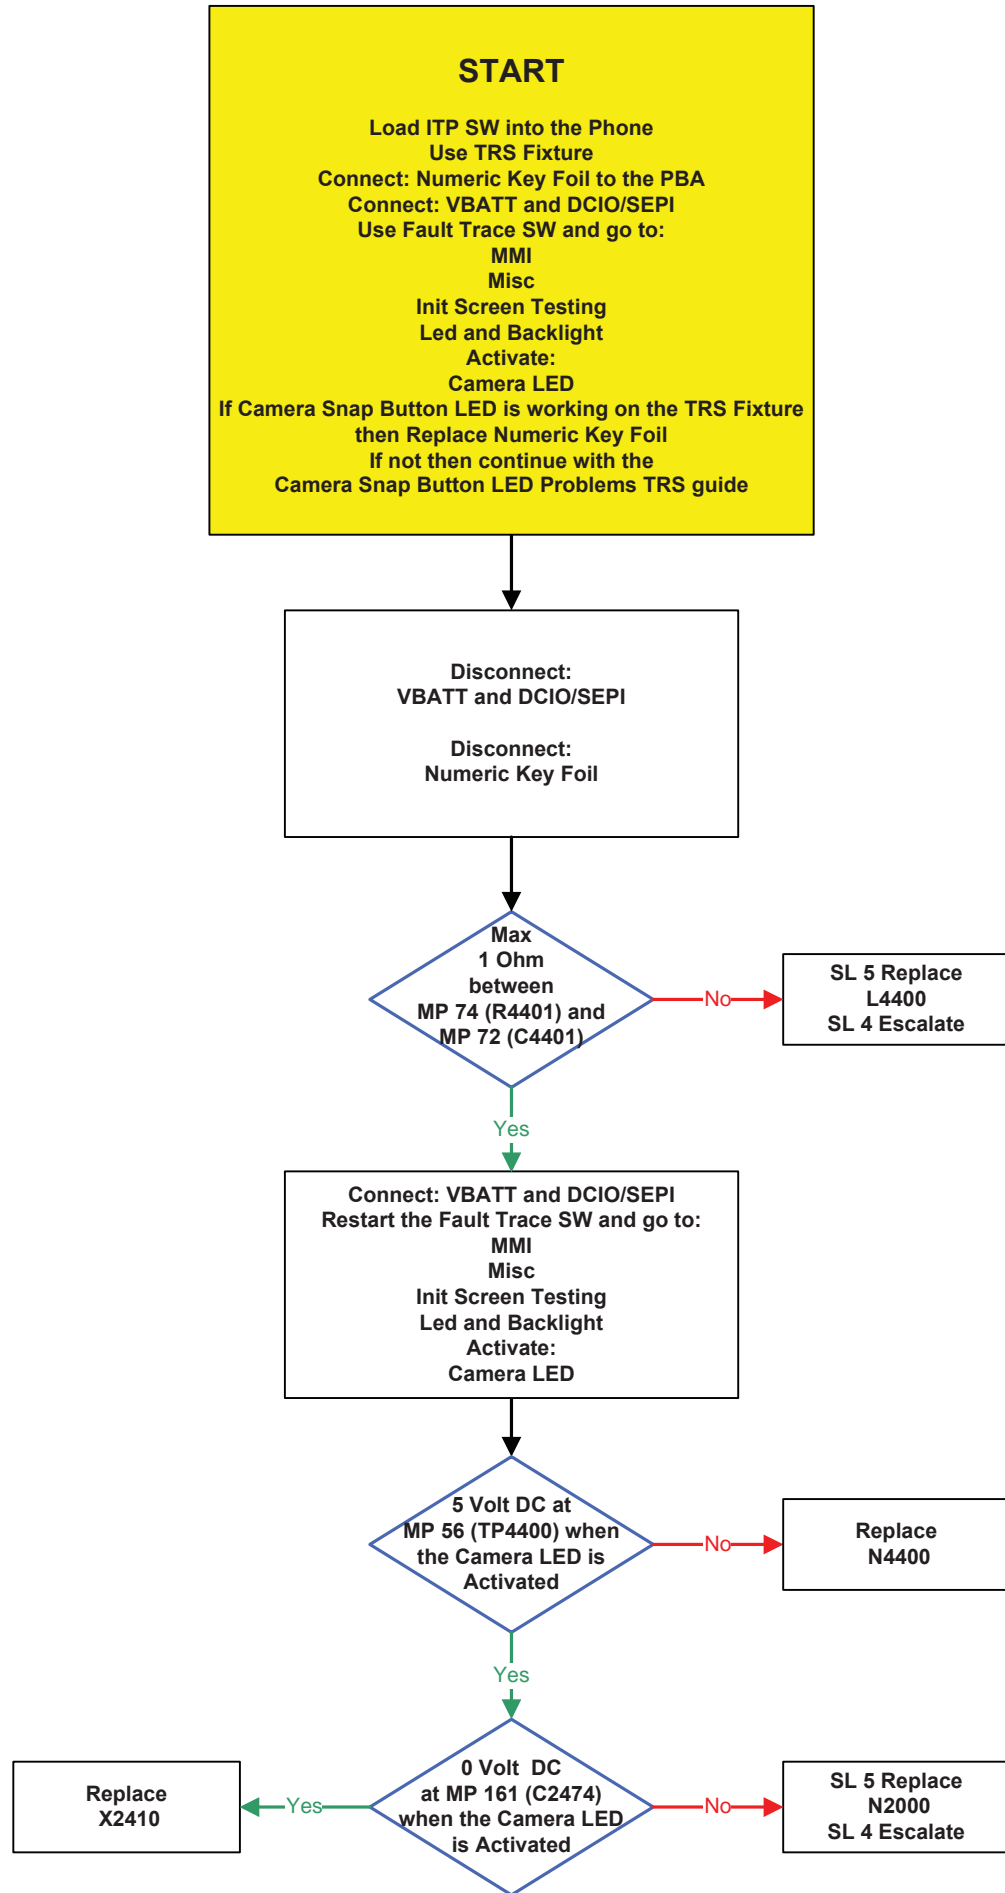 START
Load ITP SW into the Phone
Use TRS Fixture
Connect: Numeric Key Foil to the PBA
Connect: VBATT and DCIO/SEPI
Use Fault Trace SW and go to:
MMI
Misc
Init Screen Testing
Led and Backlight
Activate:
Camera LED
If Camera Snap Button LED is working on the TRS Fixture
then Replace Numeric Key Foil
If not then continue with the
Camera Snap Button LED Problems TRS guide
Disconnect:
VBATT and DCIO/SEPI
Disconnect:
Numeric Key Foil
Max
1 Ohm
between
MP 74 (R4401) and
MP 72 (C4401)
No
SL 5 Replace
L4400
SL 4 Escalate
Yes
Connect: VBATT and DCIO/SEPI
Restart the Fault Trace SW and go to:
MMI
Misc
Init Screen Testing
Led and Backlight
Activate:
Camera LED
5 Volt DC at
MP 56 (TP4400) when
the Camera LED is
Activated
No
Replace
N4400
Yes
0 Volt DC
at MP 161 (C2474)
when the Camera LED
is Activated
Yes
Replace
X2410
No
SL 5 Replace
N2000
SL 4 Escalate